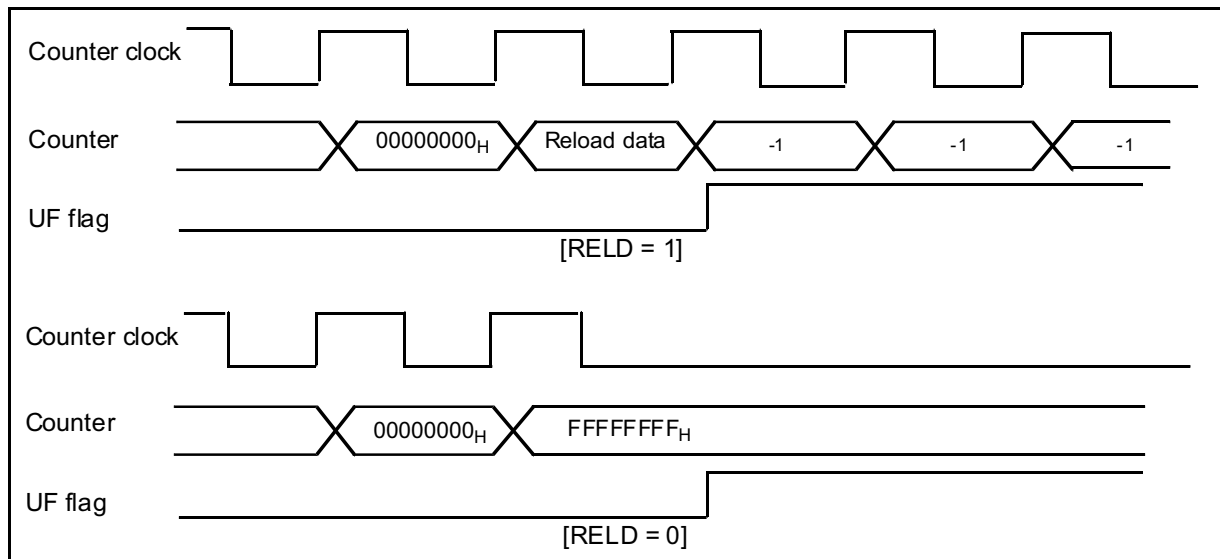 Counter clock
Counter 00000000H Reload data -1 -1 -1
UF flag
[RELD = 1]
Counter clock
Counter 00000000H FFFFFFFFH
UF flag
[RELD = 0]